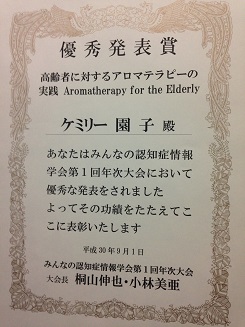 優秀発表賞
高齢者に対するアロマテラピーの
実践 Aromatherapy for the Elderly
ケミリー 園子 殿
あなたはみんなの認知症情報
学会第1回年次大会において
優秀な発表をされました
よってその功績をたたえてこ
こに表彰いたします
平成30年9月1日
みんなの認知症情報学会第1回年次大会
大会長 桐山伸也・小林美亜